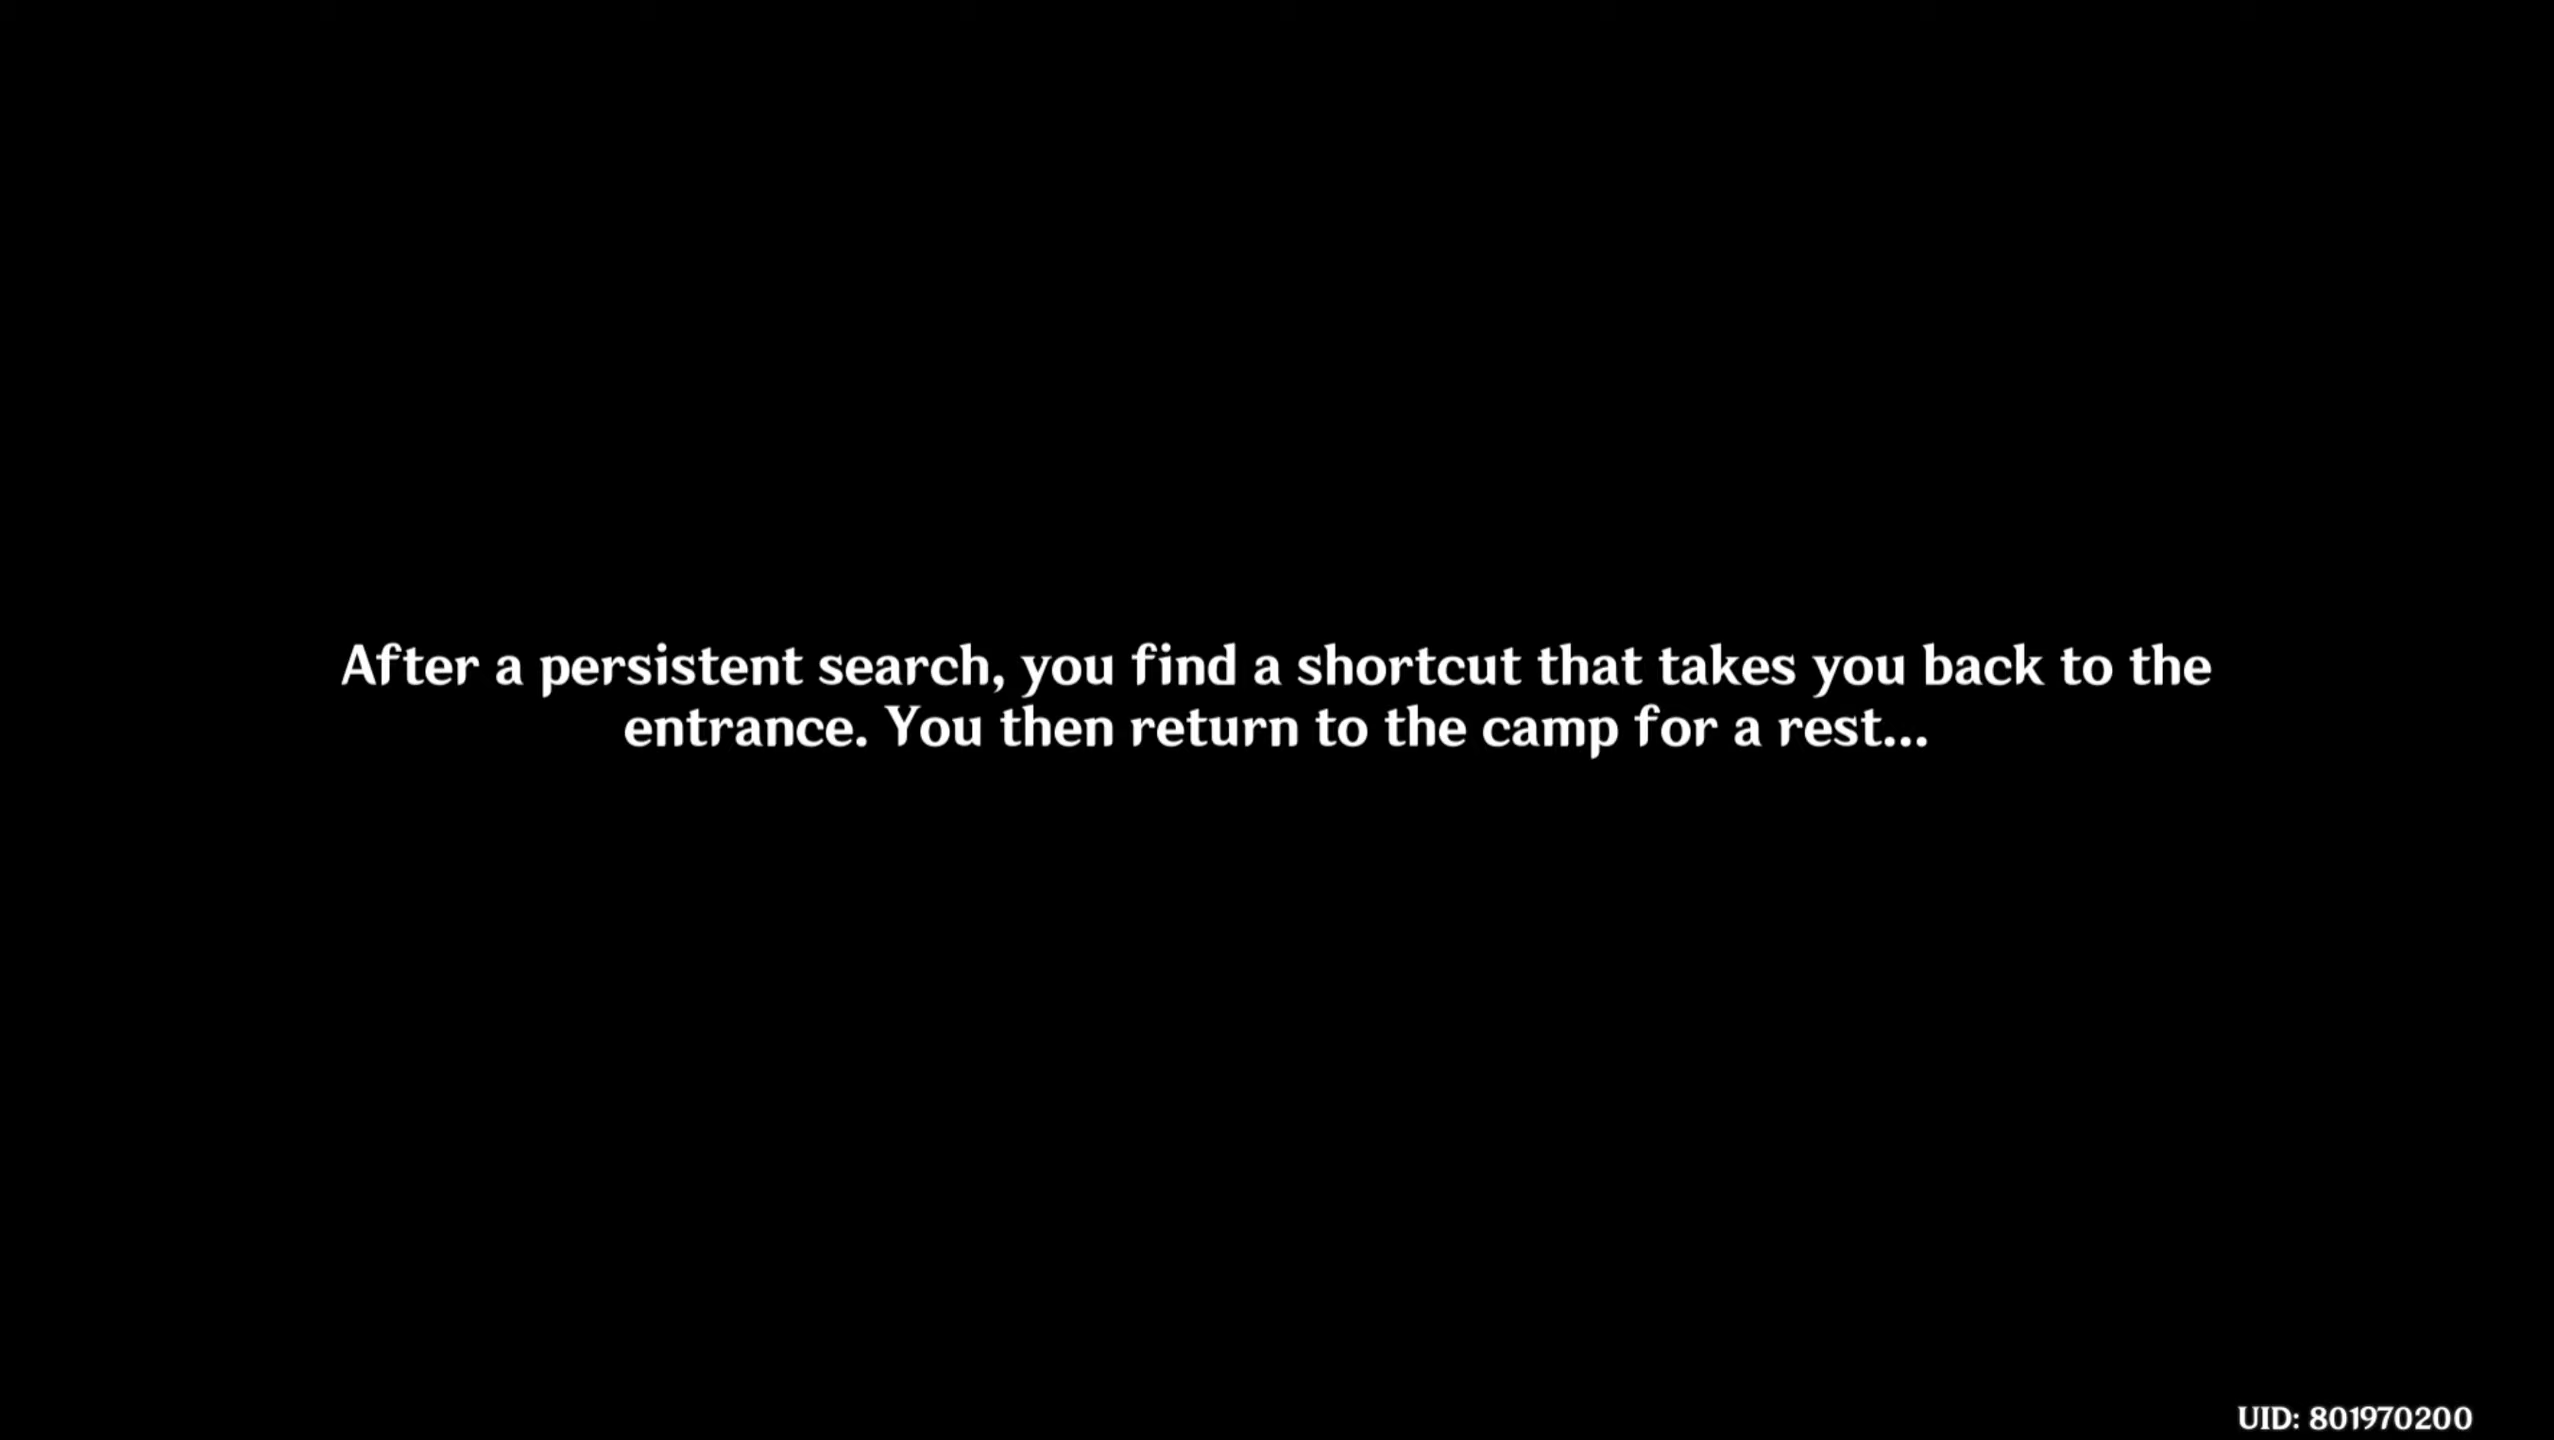 After a persistent search, you find a shortcut that takes you back to the
entrance. You then return to the camp for a rest...
UID: 801970200